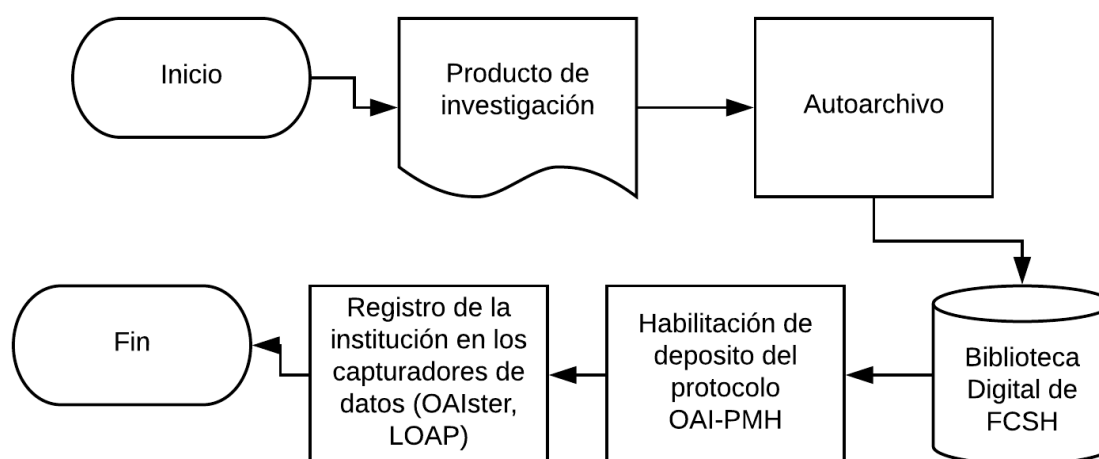 Inicio
Producto de
investigación
Autoarchivo
Biblioteca
Digital de
FCSH
Habilitación de
deposito del
protocolo
OAI-PMH
Registro de la
institución en los
capturadores de
datos (OAIster,
LOAP)
Fin